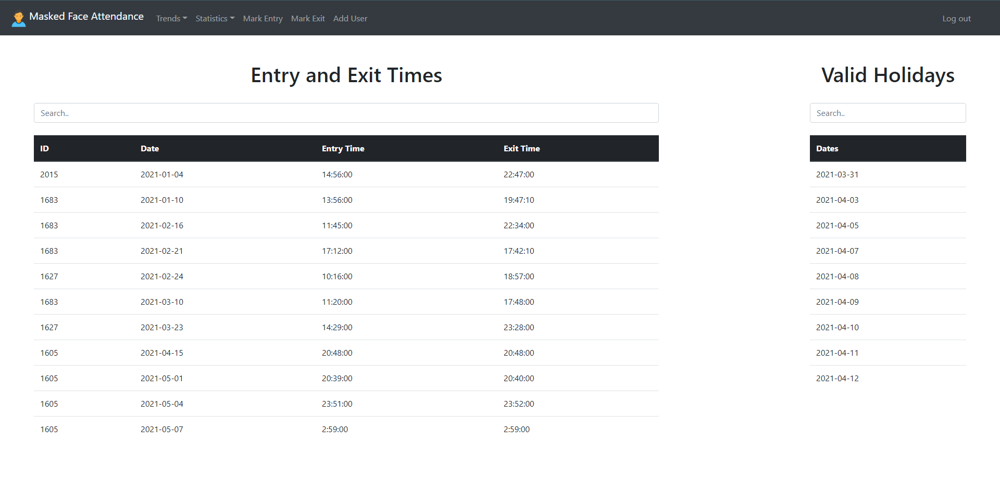 Masked Face Attendance Trends Statistics Mark Entry Mark Exit Add User Log out
Entry and Exit Times
Search..
ID Date Entry Time Exit Time
2015 2021-01-04 14:56:00 22:47:00
1683 2021-01-10 13:56:00 19:47:10
1683 2021-02-16 11:45:00 22:34:00
1683 2021-02-21 17:12:00 17:42:10
1627 2021-02-24 10:16:00 18:57:00
1683 2021-03-10 11:20:00 17:48:00
1627 2021-03-23 14:29:00 23:28:00
1605 2021-04-15 20:48:00 20:48:00
1605 2021-05-01 20:39:00 20:40:00
1605 2021-05-04 23:51:00 23:52:00
1605 2021-05-07 2:59:00 2:59:00
Valid Holidays
Search..
Dates
2021-03-31
2021-04-03
2021-04-05
2021-04-07
2021-04-08
2021-04-09
2021-04-10
2021-04-11
2021-04-12